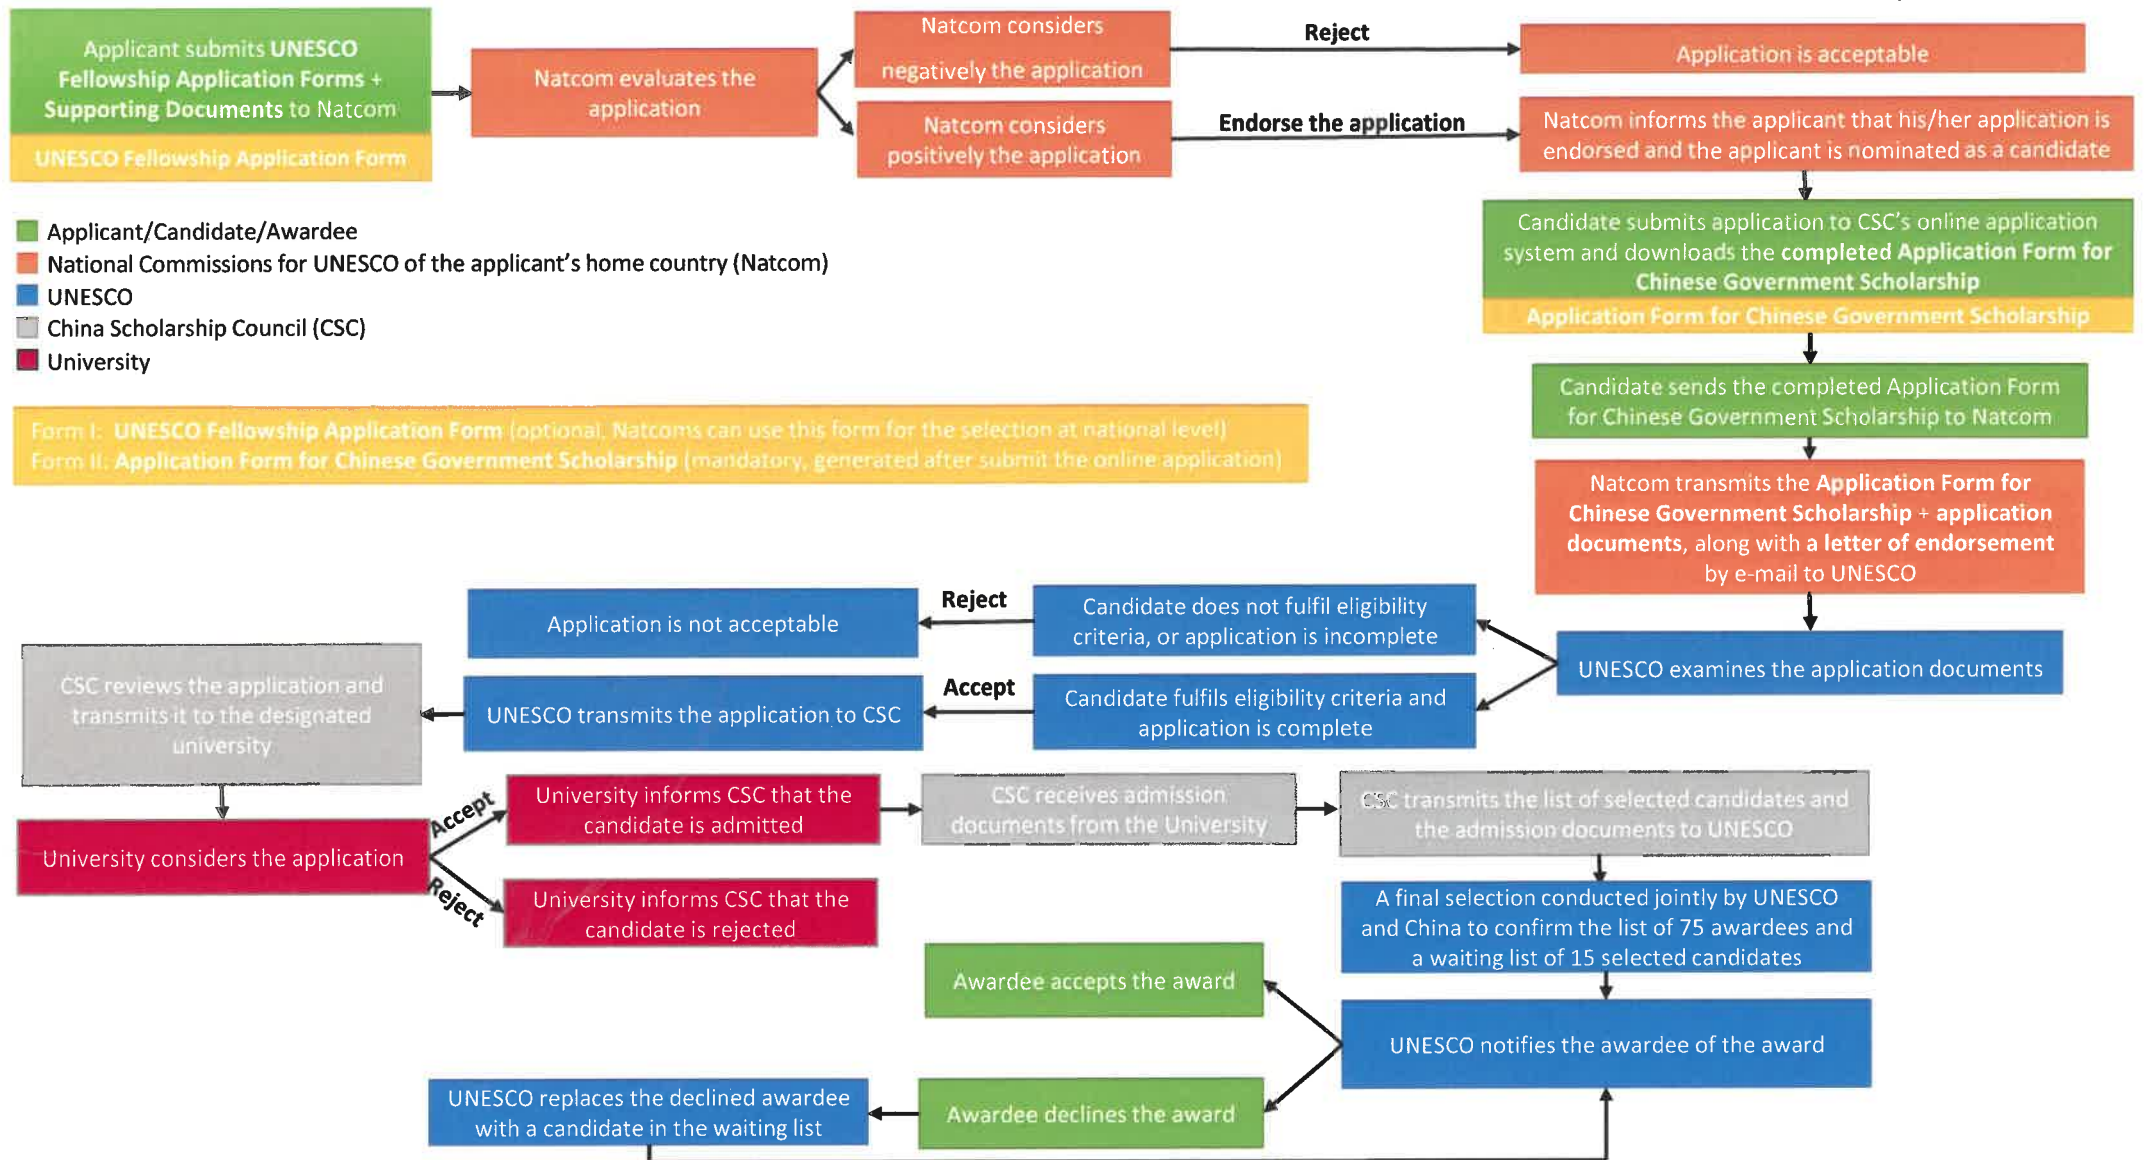 Applicant submits UNESCO
Fellowship Application Forms +
Supporting Documents to Natcom
UNESCO Fellowship Application Form
Natcom evaluates the
application
Natcom considers
negatively the application
Reject
Application is acceptable
Natcom considers
positively the application
Endorse the application
Natcom informs the applicant that his/her application is
endorsed and the applicant is nominated as a candidate
Applicant/Candidate/Awardee
National Commissions for UNESCO of the applicant's home country (Natcom)
UNESCO
China Scholarship Council (CSC)
University
Candidate submits application to CSC's online application
system and downloads the completed Application Form for
Chinese Government Scholarship
Application Form for Chinese Government Scholarship
Candidate sends the completed Application Form
for Chinese Government Scholarship to Natcom
Form I: UNESCO Fellowship Application Form (optional, Natcoms can use this form for the selection at national level)
Form II: Application Form for Chinese Government Scholarship (mandatory, generated after submit the online application)
Natcom transmits the Application Form for
Chinese Government Scholarship + application
documents, along with a letter of endorsement
by e-mail to UNESCO
UNESCO examines the application documents
Candidate does not fulfil eligibility
criteria, or application is incomplete
Reject
Application is not acceptable
Candidate fulfils eligibility criteria and
application is complete
Accept
UNESCO transmits the application to CSC
CSC reviews the application and
transmits it to the designated
university
University considers the application
Accept
University informs CSC that the
candidate is admitted
Reject
University informs CSC that the
candidate is rejected
CSC receives admission
documents from the University
CSC transmits the list of selected candidates and
the admission documents to UNESCO
A final selection conducted jointly by UNESCO
and China to confirm the list of 75 awardees and
a waiting list of 15 selected candidates
UNESCO notifies the awardee of the award
Awardee accepts the award
Awardee declines the award
UNESCO replaces the declined awardee
with a candidate in the waiting list